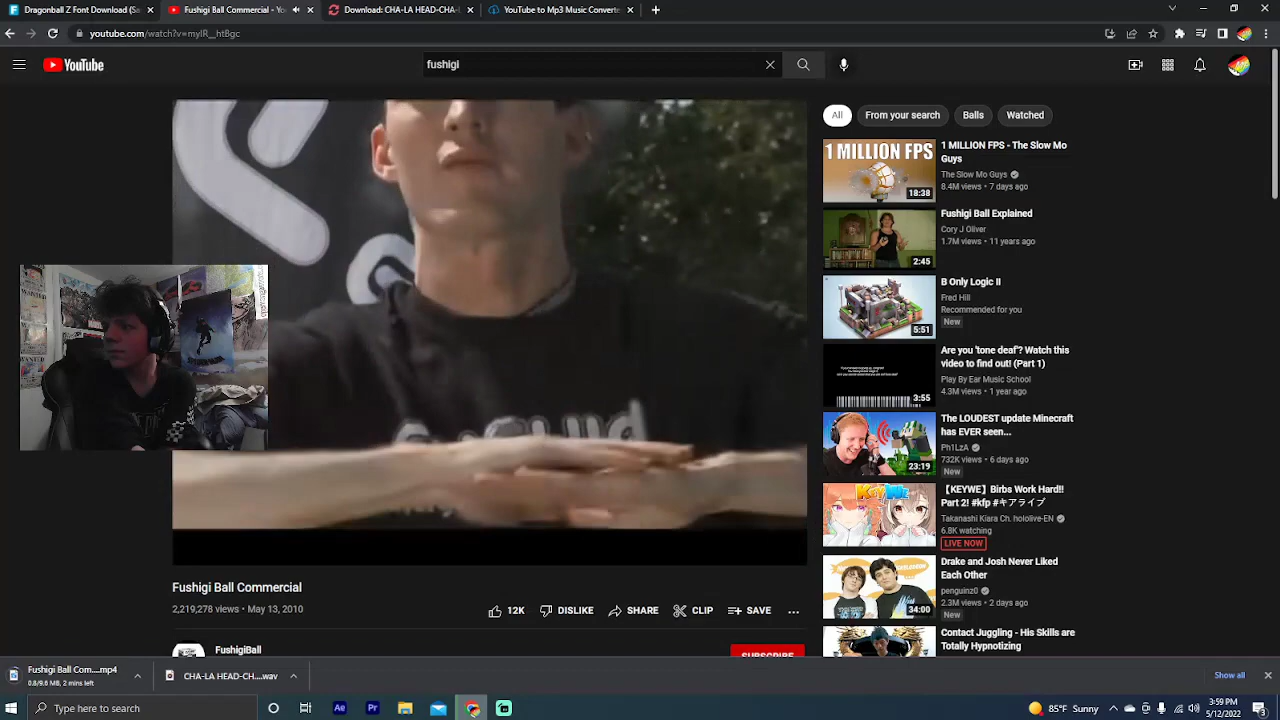 Dragonball Z Font Download (So
Fushigi Ball Commercial - Yo
Download: CHA-LA HEAD-CHA-
YouTube to Mp3 Music Converte
youtube.com/watch?v=mylR_htBgc
YouTube
fushigi
All
From your search
Balls
Watched
1 MILLION FPS
18:38
1 MILLION FPS - The Slow Mo
Guys
The Slow Mo Guys
8.4M views • 7 days ago
2:45
Fushigi Ball Explained
Cory J Oliver
1.7M views • 11 years ago
5:51
B Only Logic II
Fred Hill
Recommended for you
New
3:55
Are you 'tone deaf'? Watch this
video to find out! (Part 1)
Play By Ear Music School
4.3M views • 1 year ago
23:19
The LOUDEST update Minecraft
has EVER seen...
Ph1LzA
732K views • 6 days ago
New
KeyWe
【KEYWE】Birbs Work Hard!!
Part 2! #kfp #キアライブ
Takanashi Kiara Ch. hololive-EN
6.8K watching
LIVE NOW
34:00
Drake and Josh Never Liked
Each Other
penguinz0
2.3M views • 2 days ago
New
Contact Juggling - His Skills are
Totally Hypnotizing
Fushigi Ball Commercial
2,219,278 views • May 13, 2010
12K
DISLIKE
SHARE
CLIP
SAVE
FushigiBall
SUBSCRIBE
Fushigi Ball Com....mp4
0.8/9.6 MB, 2 mins left
CHA-LA HEAD-CH....wav
Show all
Type here to search
Ae
Pr
85°F Sunny
3:59 PM
5/12/2022